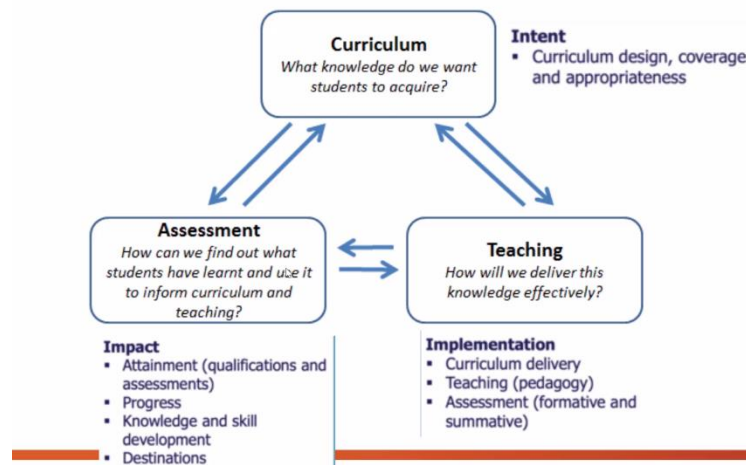 Curriculum
What knowledge do we want
students to acquire?
Intent
▪ Curriculum design, coverage
and appropriateness
Assessment
How can we find out what
students have learnt and use it
to inform curriculum and
teaching?
Teaching
How will we deliver this
knowledge effectively?
Impact
▪ Attainment (qualifications and
assessments)
▪ Progress
▪ Knowledge and skill
development
▪ Destinations
Implementation
▪ Curriculum delivery
▪ Teaching (pedagogy)
▪ Assessment (formative and
summative)